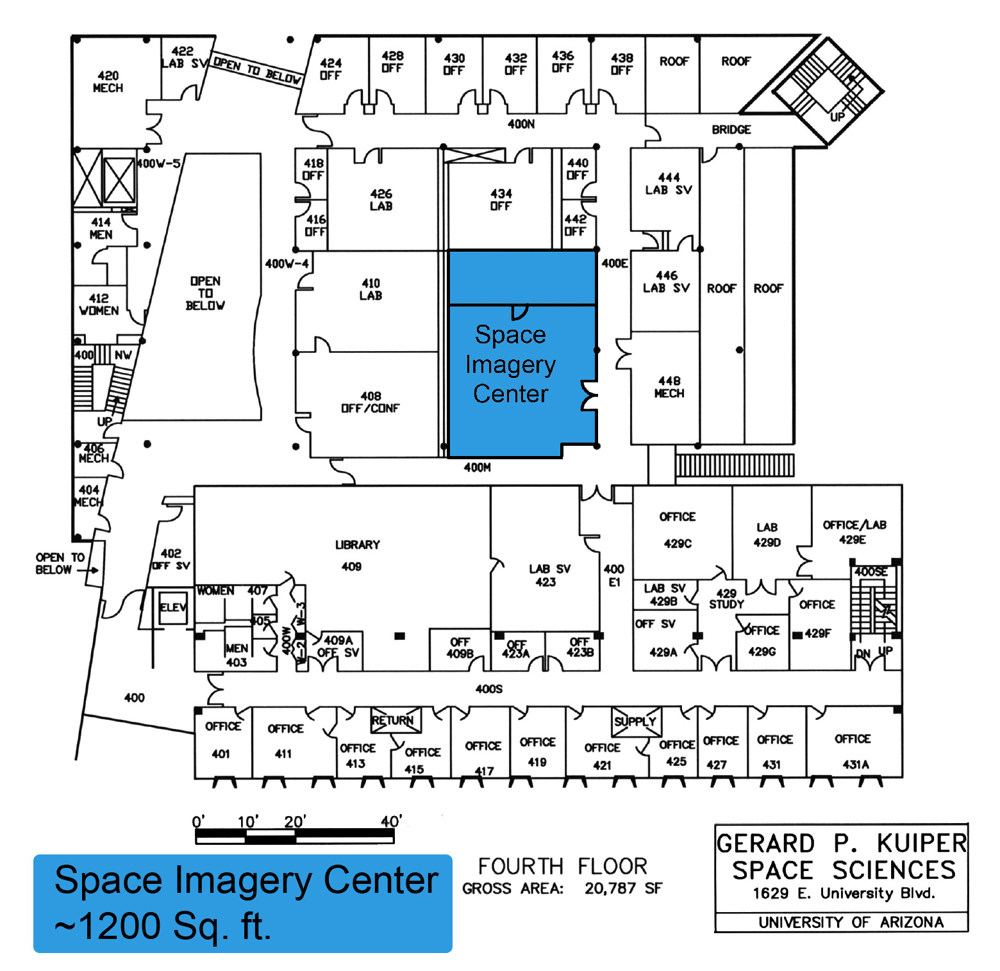 420
MECH
422
LAB SV
OPEN TO BELOW
424
OFF
428
OFF
430
OFF
432
OFF
436
OFF
438
OFF
ROOF
ROOF
UP
400N
BRIDGE
400W-5
418
OFF
426
LAB
434
OFF
440
OFF
444
LAB SV
414
MEN
416
OFF
442
OFF
400W-4
400E
OPEN
TO
BELOW
410
LAB
446
LAB SV
ROOF
ROOF
412
WOMEN
Space
Imagery
Center
400
NW
408
OFF/CONF
448
MECH
UP
406
MECH
400M
404
MECH
OFFICE
429C
LAB
429D
OFFICE/LAB
429E
LIBRARY
409
402
OFF SV
OPEN TO
BELOW
LAB SV
423
400
E1
400SE
WOMEN
407
LAB SV
429B
429
STUDY
OFFICE
429F
ELEV
405
W-3
400W
W-2
OFF SV
429A
OFFICE
429G
MEN
403
409A
OFF SV
OFF
409B
OFF
423A
OFF
423B
DN
UP
400
400S
OFFICE
401
OFFICE
411
OFFICE
413
RETURN
OFFICE
415
OFFICE
417
OFFICE
419
OFFICE
421
SUPPLY
OFFICE
425
OFFICE
427
OFFICE
431
OFFICE
431A
0' 10' 20' 40'
Space Imagery Center
~1200 Sq. ft.
FOURTH FLOOR
GROSS AREA: 20,787 SF
GERARD P. KUIPER
SPACE SCIENCES
1629 E. University Blvd.
UNIVERSITY OF ARIZONA